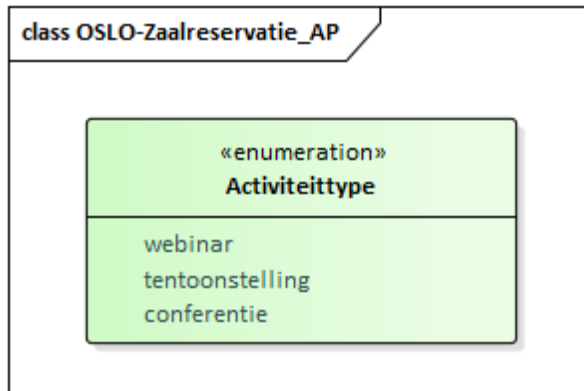 class OSLO-Zaalreservatie_AP
«enumeration»
Activiteittype
webinar
tentoonstelling
conferentie